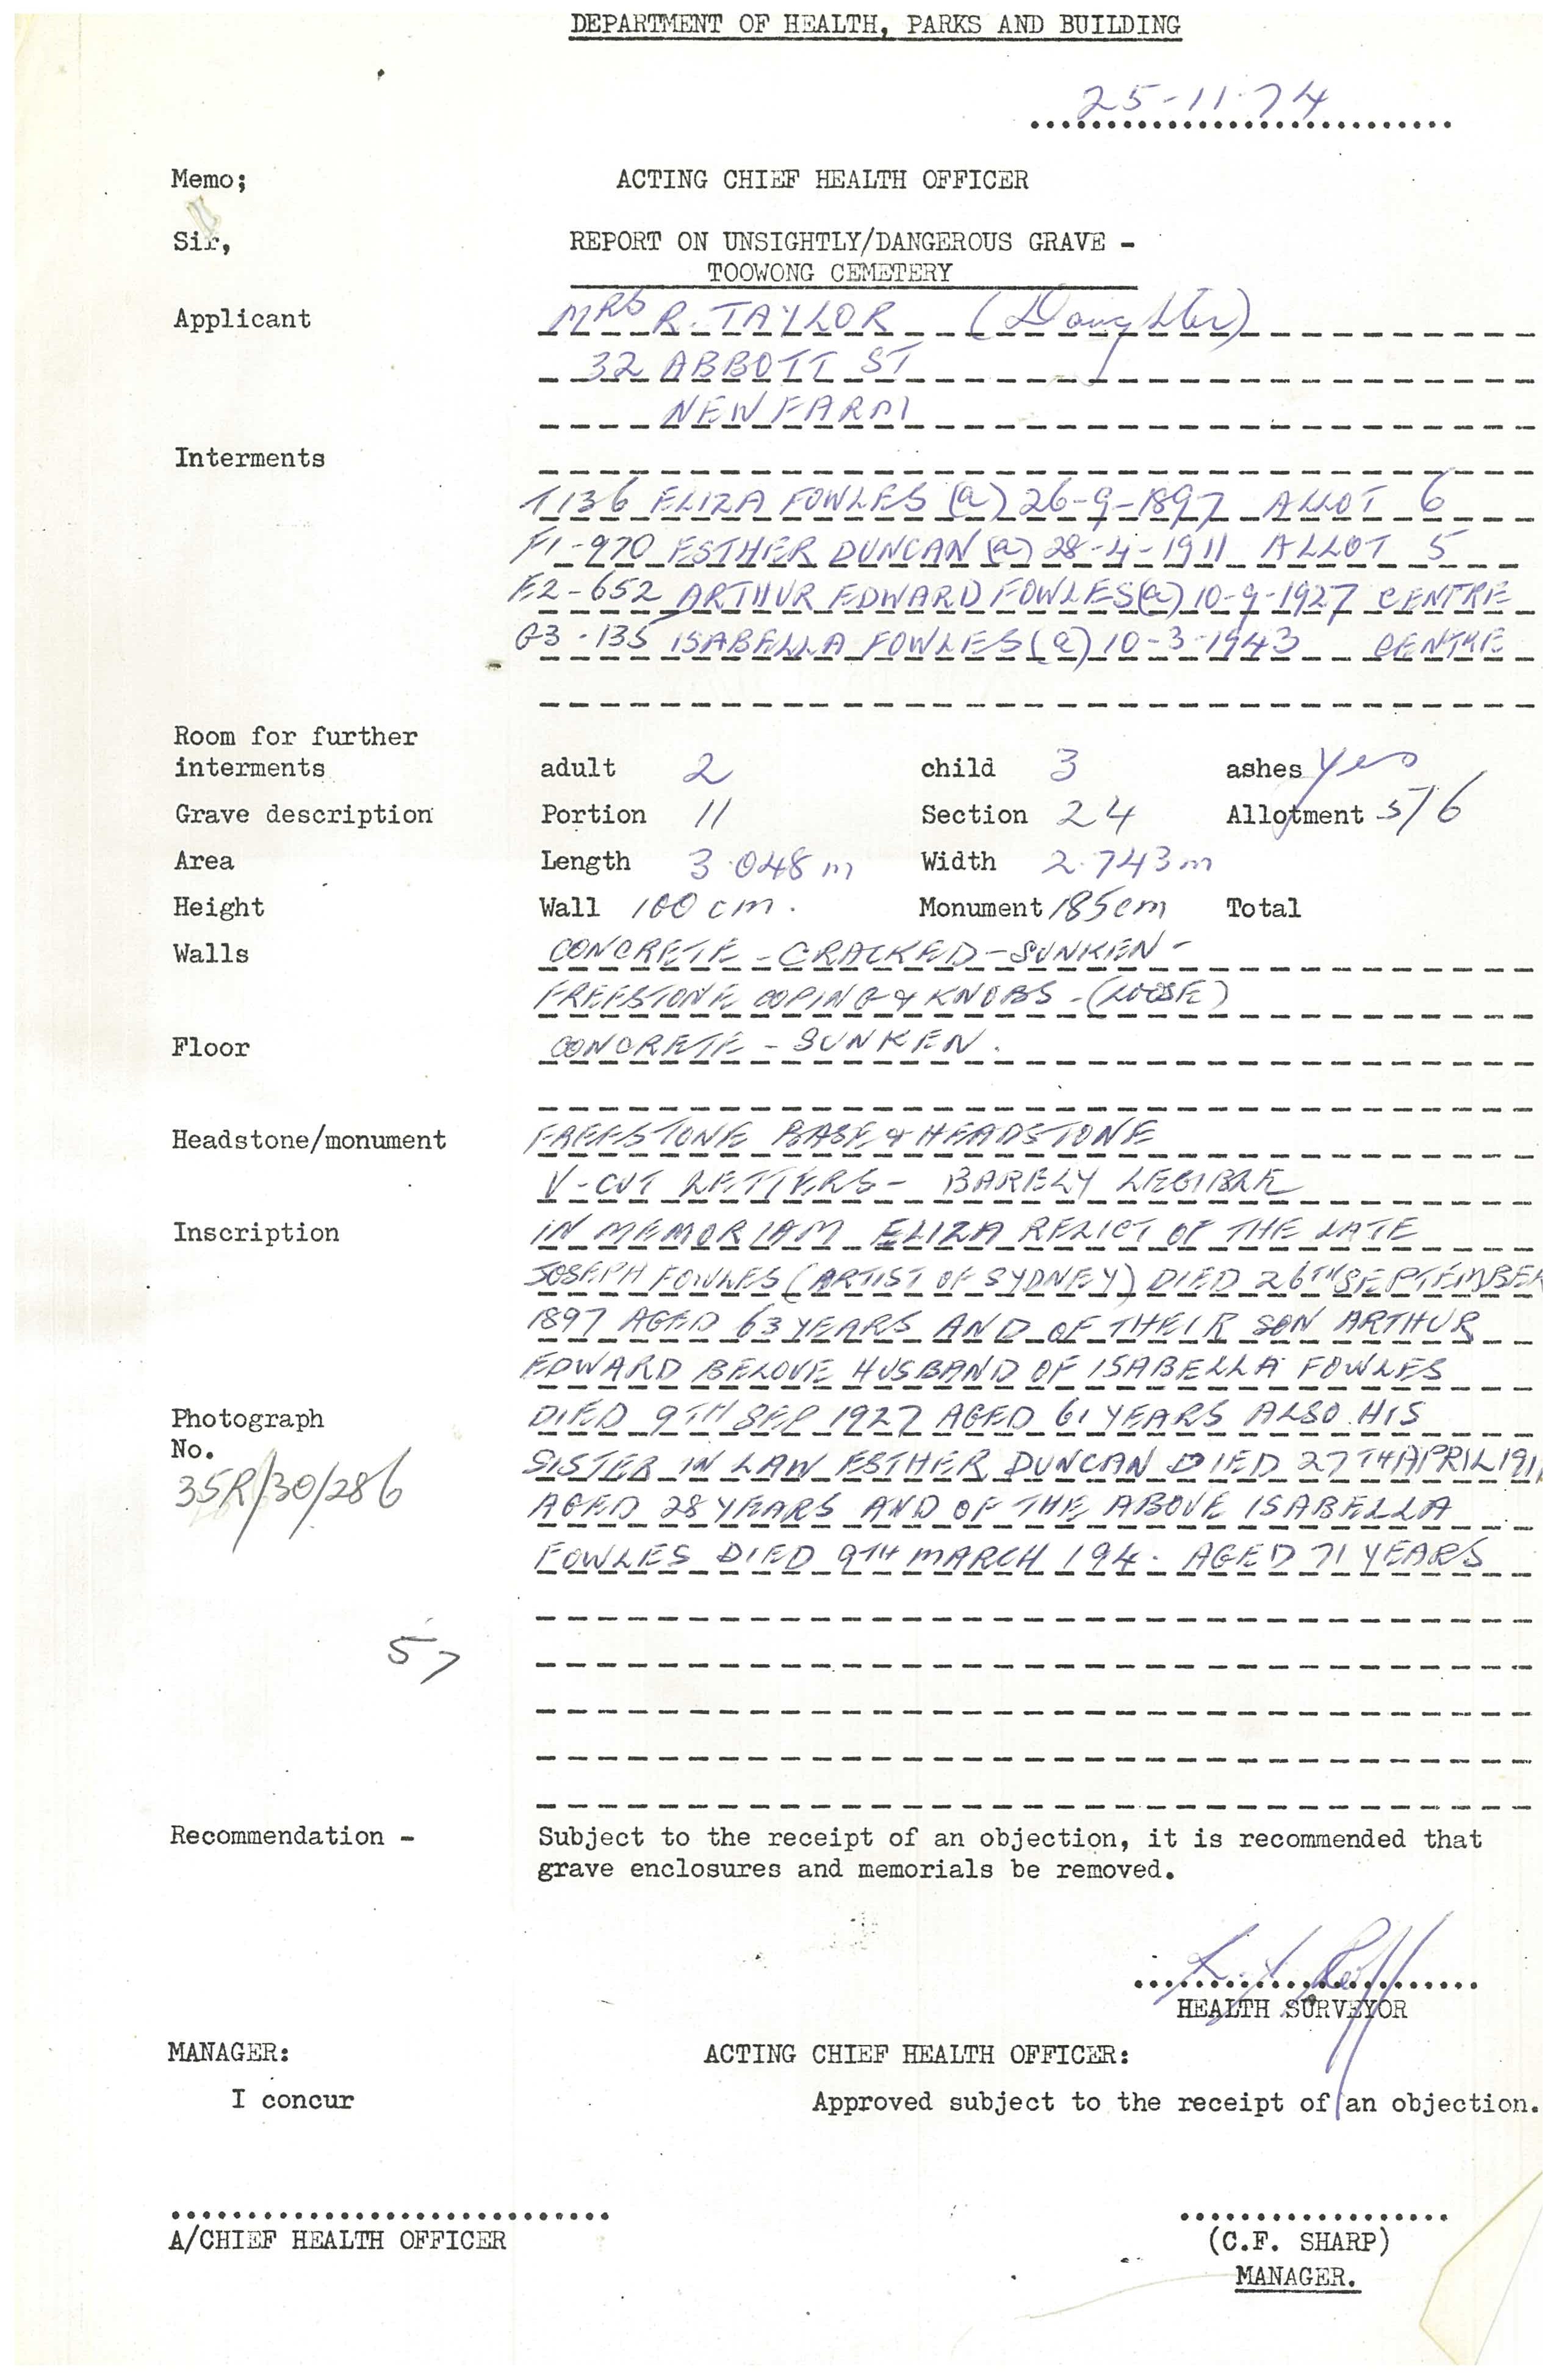 DEPARTMENT OF HEALTH, PARKS AND BUILDING
25-11-74
Memo; ACTING CHIEF HEALTH OFFICER
Sir, REPORT ON UNSIGHTLY/DANGEROUS GRAVE -
TOOWONG CEMETERY
Applicant MRS R. TAYLOR (Daughter)
32 ABBOTT ST
NEW FARM
Interments
1136 ELIZA FOWLES (a) 26-9-1897 ALLOT 6
F1-970 ESTHER DUNCAN (a) 28-4-1911 ALLOT 5
E2-652 ARTHUR EDWARD FOWLES (a) 10-9-1927 CENTRE
G3-135 ISABELLA FOWLES (a) 10-3-1943 CENTRE
Room for further
interments adult 2 child 3 ashes Yes
Grave description Portion 11 Section 24 Allotment 5/6
Area Length 3.048m Width 2.743m
Height Wall 100cm. Monument 185cm Total
Walls CONCRETE - CRACKED - SUNKEN -
FREESTONE COPING & KNOBS - (LOOSE)
Floor CONCRETE - SUNKEN.
Headstone/monument FREESTONE BASE & HEADSTONE
V-CUT LETTERS - BARELY LEGIBLE
Inscription IN MEMORIAM ELIZA RELICT OF THE LATE
JOSEPH FOWLES (ARTIST OF SYDNEY) DIED 26TH SEPTEMBER
1897 AGED 63 YEARS AND OF THEIR SON ARTHUR
EDWARD BELOVE HUSBAND OF ISABELLA FOWLES
Photograph DIED 9TH SEP 1927 AGED 61 YEARS ALSO HIS
No. SISTER IN LAW ESTHER DUNCAN DIED 27TH APRIL 1911
35R/30/286 AGED 28 YEARS AND OF THE ABOVE ISABELLA
FOWLES DIED 9TH MARCH 194. AGED 71 YEARS
57
Recommendation - Subject to the receipt of an objection, it is recommended that
grave enclosures and memorials be removed.
HEALTH SURVEYOR
MANAGER: ACTING CHIEF HEALTH OFFICER:
I concur Approved subject to the receipt of an objection.
A/CHIEF HEALTH OFFICER (C.F. SHARP)
MANAGER.